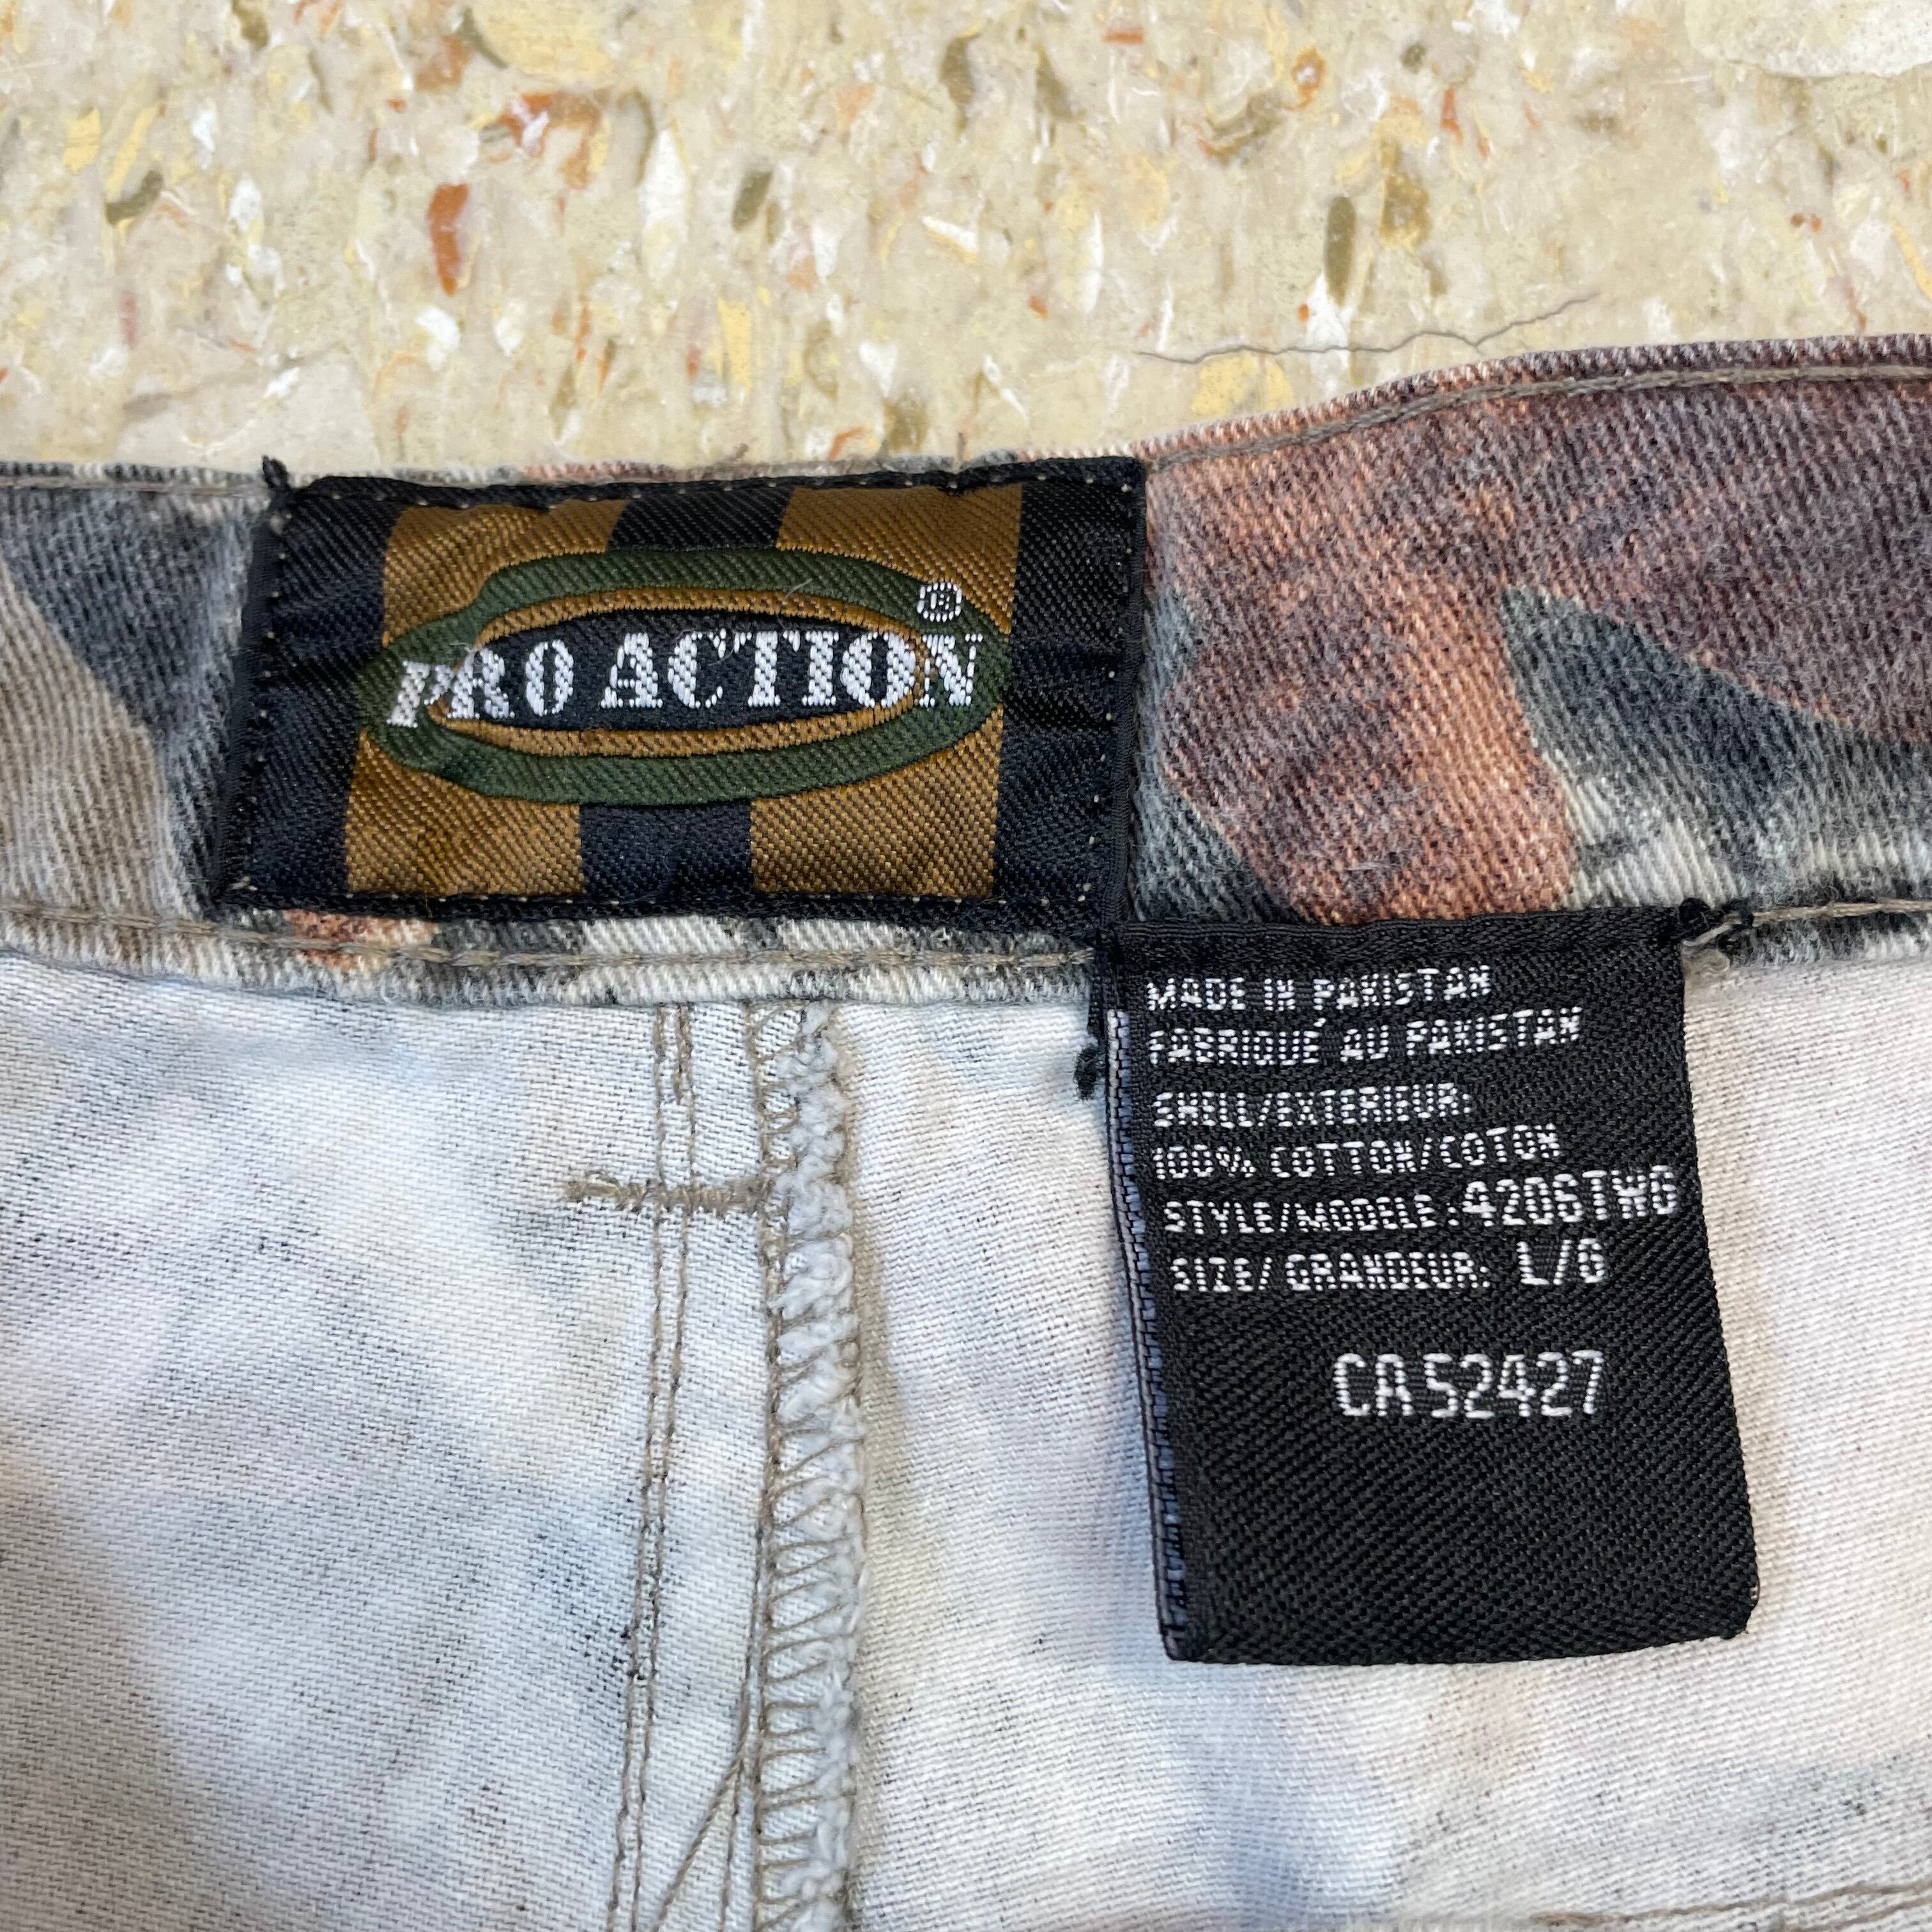 PRO ACTION ®
MADE IN PAKISTAN
FABRIQUÉ AU PAKISTAN
SHELL/EXTERIEUR:
100% COTTON/COTON
STYLE/MODELE: 4206TWG
SIZE/ GRANDEUR: L/G
CA 52427